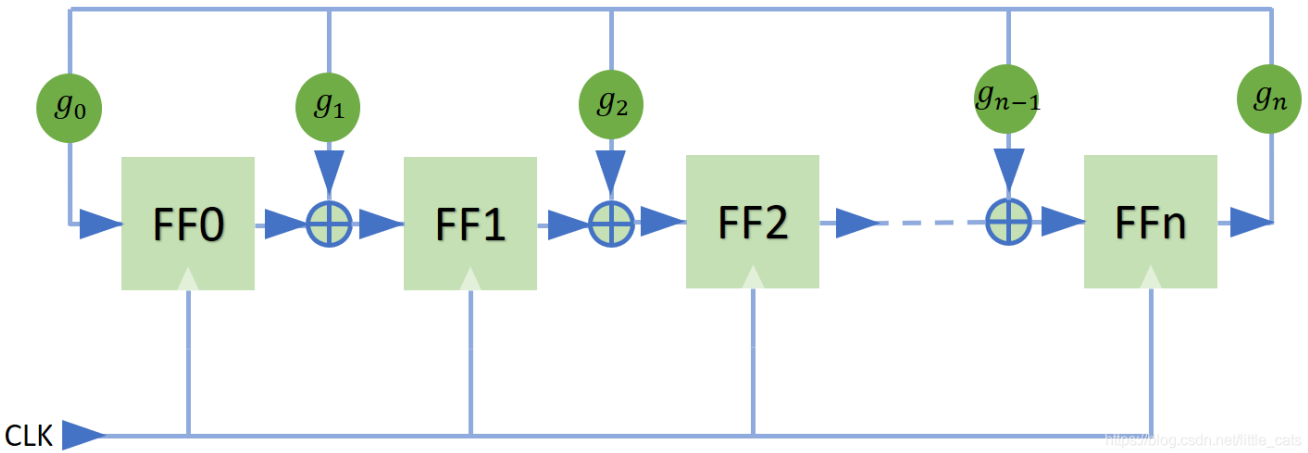 g₀ g₁ g₂ gₙ₋₁ gₙ
FF0 FF1 FF2 FFn
CLK
https://blog.csdn.net/little_cats